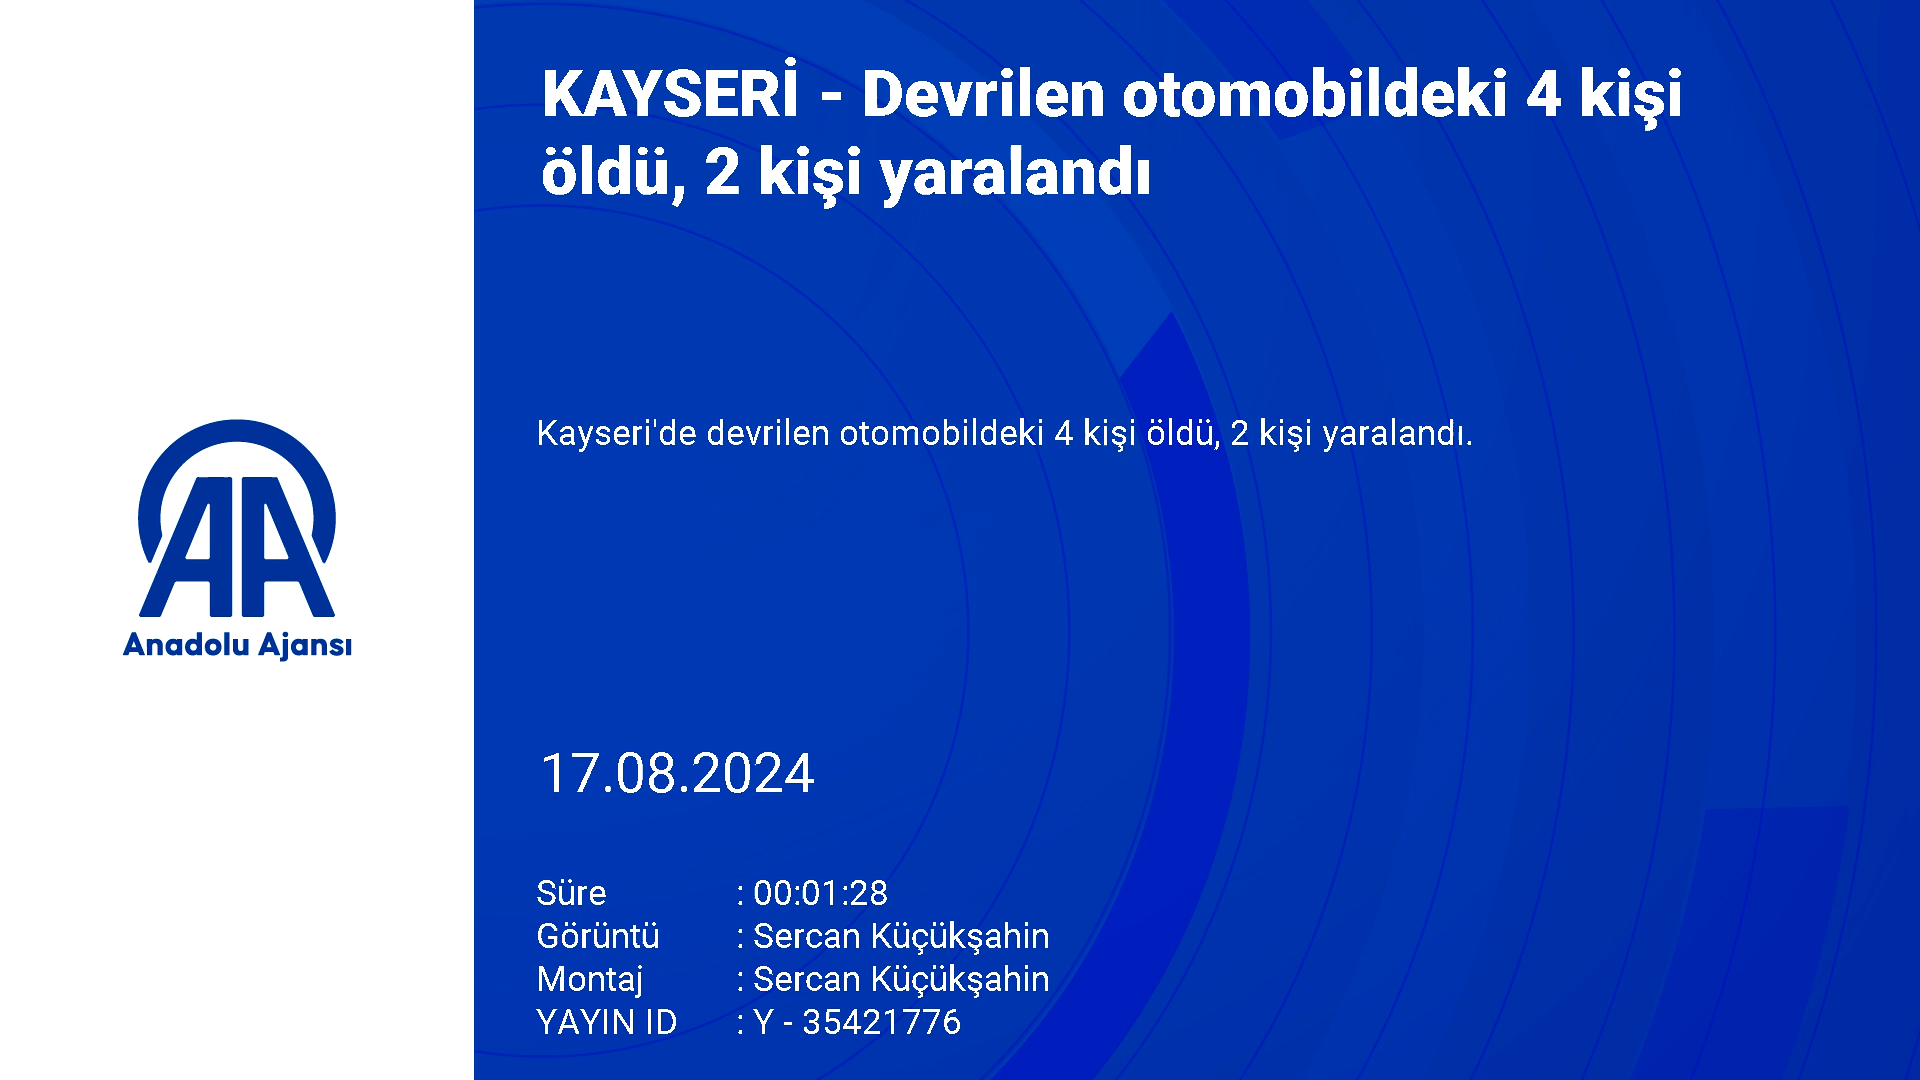 KAYSERİ - Devrilen otomobildeki 4 kişi
öldü, 2 kişi yaralandı
Kayseri'de devrilen otomobildeki 4 kişi öldü, 2 kişi yaralandı.
AA
Anadolu Ajansı
17.08.2024
Süre : 00:01:28
Görüntü : Sercan Küçükşahin
Montaj : Sercan Küçükşahin
YAYIN ID : Y - 35421776